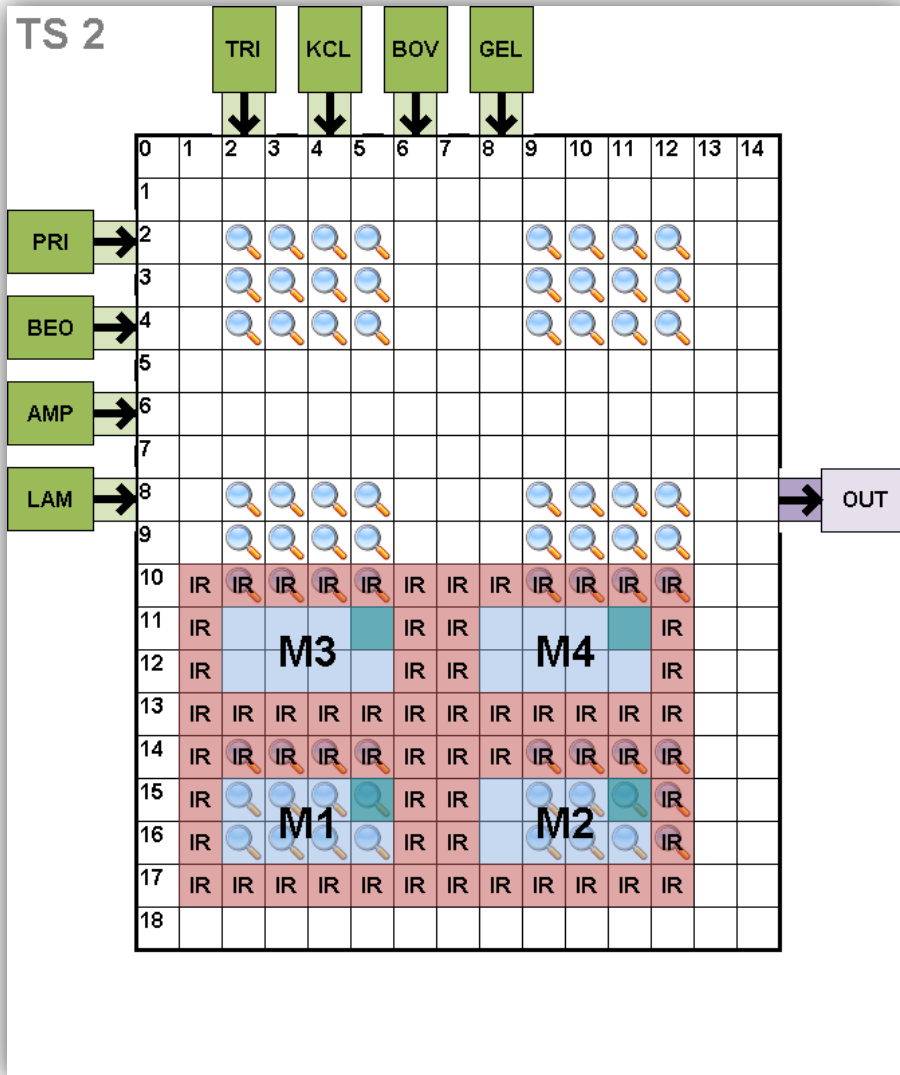 TS 2
TRI KCL BOV GEL
0 1 2 3 4 5 6 7 8 9 10 11 12 13 14
1
PRI 2
3
BEO 4
5
AMP 6
7
LAM 8 OUT
9
10 IR IR IR IR IR IR IR IR IR IR IR IR
11 IR IR IR IR
M3 M4
12 IR IR IR IR
13 IR IR IR IR IR IR IR IR IR IR IR IR
14 IR IR IR IR IR IR IR IR IR IR IR IR
15 IR IR IR IR
M1 M2
16 IR IR IR IR
17 IR IR IR IR IR IR IR IR IR IR IR IR
18